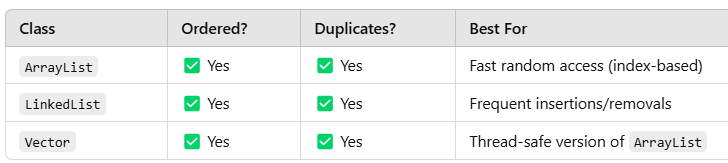 Class Ordered? Duplicates? Best For
ArrayList ✅ Yes ✅ Yes Fast random access (index-based)
LinkedList ✅ Yes ✅ Yes Frequent insertions/removals
Vector ✅ Yes ✅ Yes Thread-safe version of ArrayList